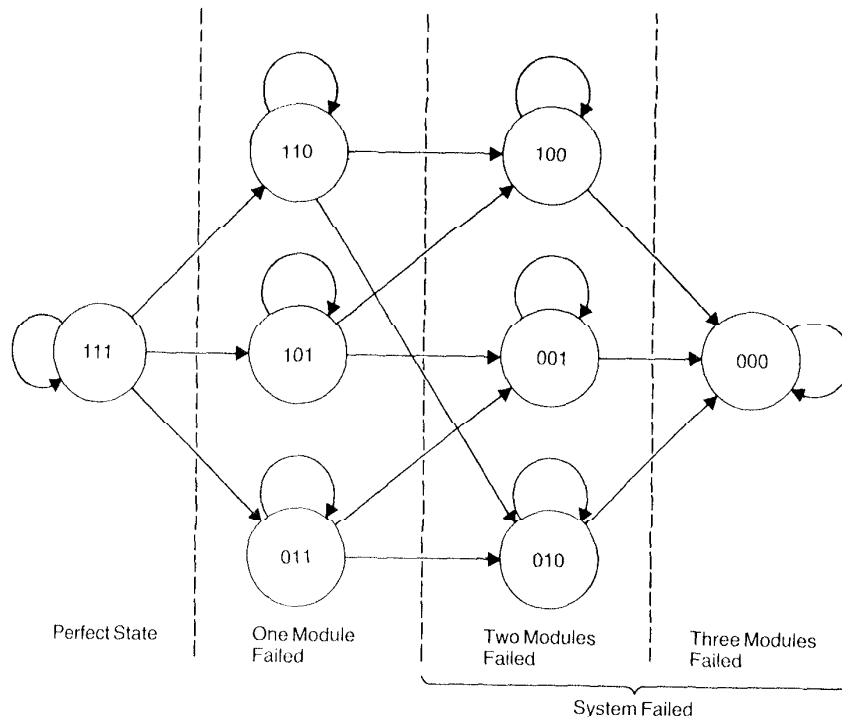 110
100
111
101
001
000
011
010
Perfect State
One Module
Failed
Two Modules
Failed
Three Modules
Failed
System Failed